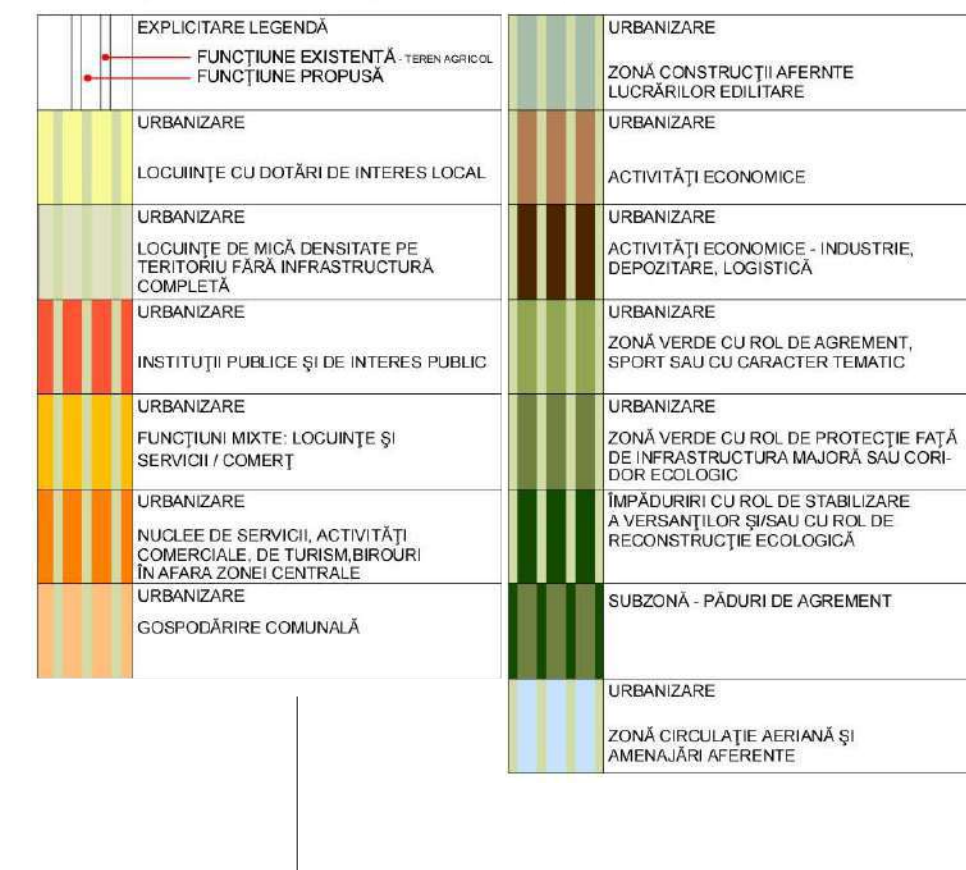 EXPLICITARE LEGENDĂ
FUNCŢIUNE EXISTENTĂ - TEREN AGRICOL
FUNCŢIUNE PROPUSĂ
URBANIZARE
LOCUIINŢE CU DOTĂRI DE INTERES LOCAL
URBANIZARE
LOCUINŢE DE MICĂ DENSITATE PE
TERITORIU FĂRĂ INFRASTRUCTURĂ
COMPLETĂ
URBANIZARE
INSTITUŢII PUBLICE ŞI DE INTERES PUBLIC
URBANIZARE
FUNCŢIUNI MIXTE: LOCUINŢE ŞI
SERVICII / COMERŢ
URBANIZARE
NUCLEE DE SERVICII, ACTIVITĂŢI
COMERCIALE, DE TURISM,BIROURI
ÎN AFARA ZONEI CENTRALE
URBANIZARE
GOSPODĂRIRE COMUNALĂ
URBANIZARE
ZONĂ CONSTRUCŢII AFERNTE
LUCRĂRILOR EDILITARE
URBANIZARE
ACTIVITĂŢI ECONOMICE
URBANIZARE
ACTIVITĂŢI ECONOMICE - INDUSTRIE,
DEPOZITARE, LOGISTICĂ
URBANIZARE
ZONĂ VERDE CU ROL DE AGREMENT,
SPORT SAU CU CARACTER TEMATIC
URBANIZARE
ZONĂ VERDE CU ROL DE PROTECŢIE FAŢĂ
DE INFRASTRUCTURA MAJORĂ SAU CORI-
DOR ECOLOGIC
ÎMPĂDURIRI CU ROL DE STABILIZARE
A VERSANŢILOR ŞI/SAU CU ROL DE
RECONSTRUCŢIE ECOLOGICĂ
SUBZONĂ - PĂDURI DE AGREMENT
URBANIZARE
ZONĂ CIRCULAŢIE AERIANĂ ŞI
AMENAJĂRI AFERENTE